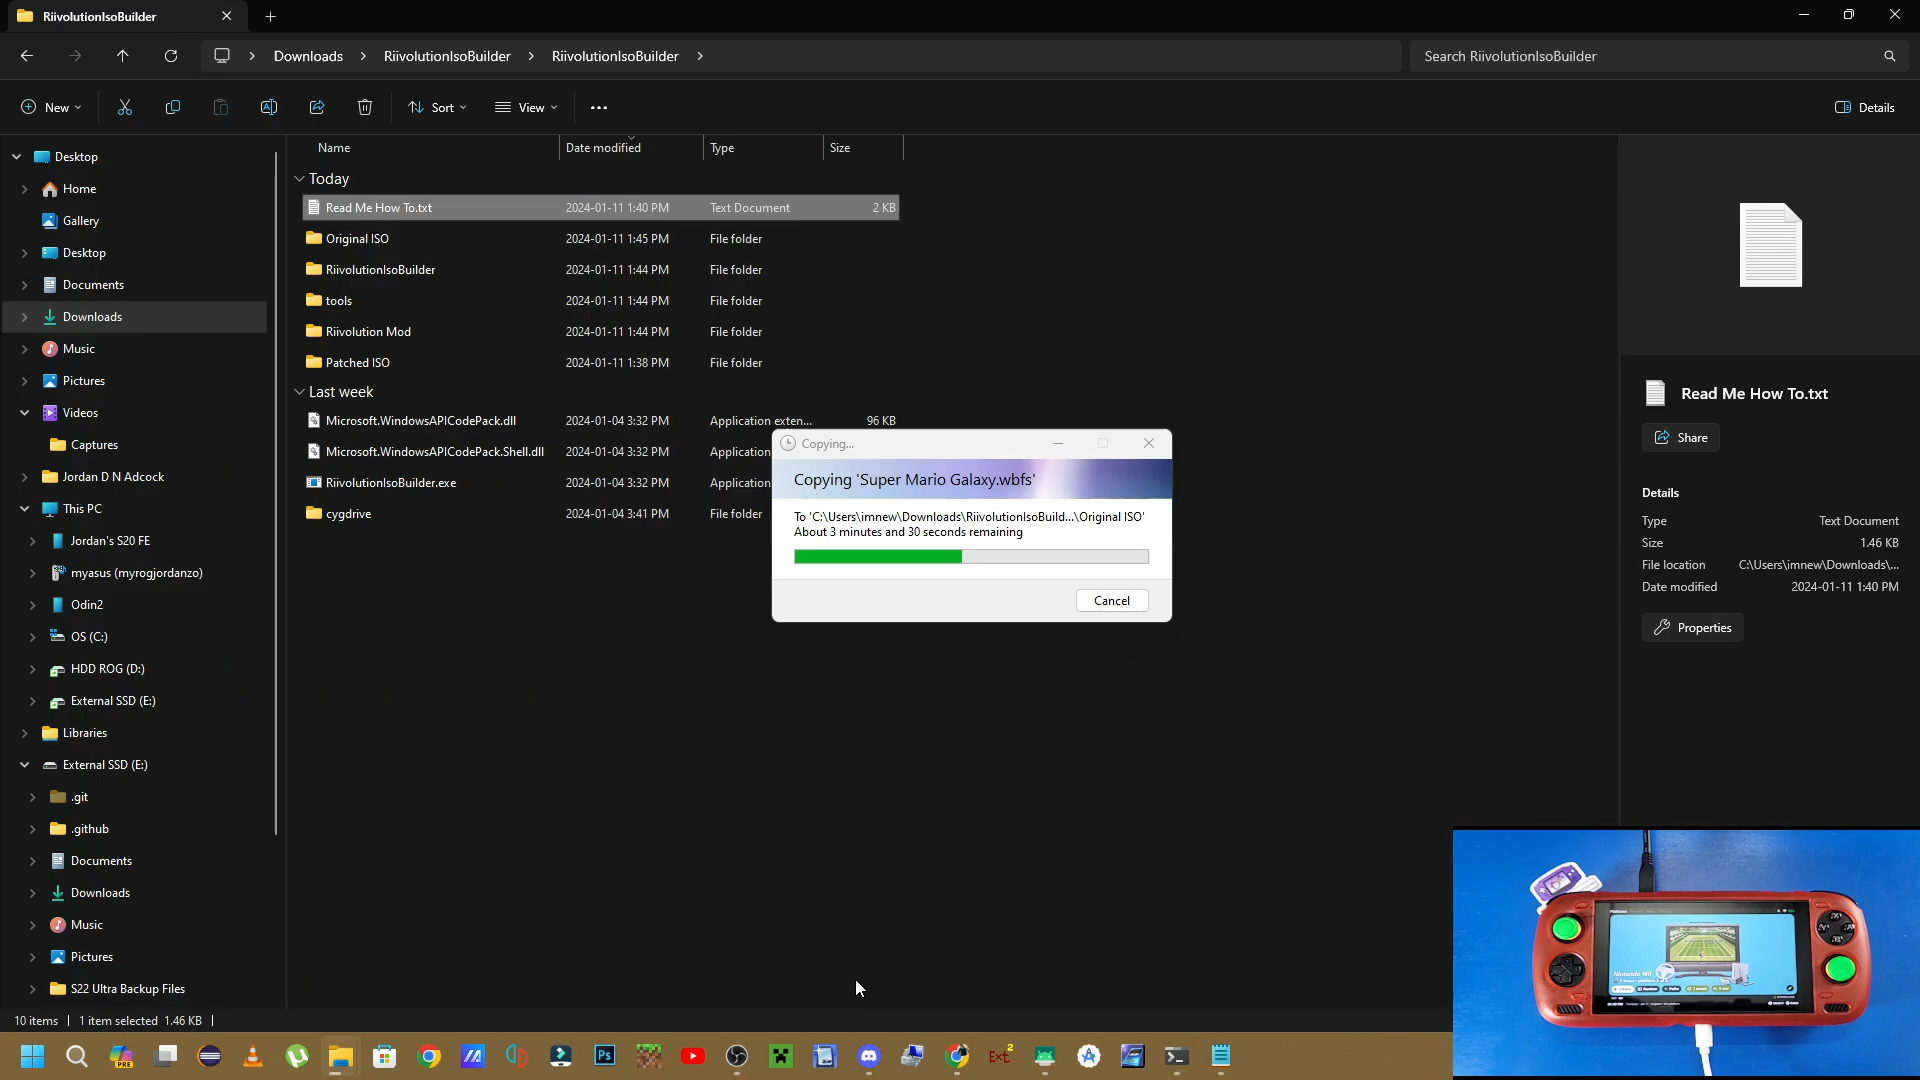 RiivolutionIsoBuilder
Downloads > RiivolutionIsoBuilder > RiivolutionIsoBuilder >
Search RiivolutionIsoBuilder
New
Sort
View
Details
Desktop
Home
Gallery
Desktop
Documents
Downloads
Music
Pictures
Videos
Captures
Jordan D N Adcock
This PC
Jordan's S20 FE
myasus (myrogjordanzo)
Odin2
OS (C:)
HDD ROG (D:)
External SSD (E:)
Libraries
External SSD (E:)
.git
.github
Documents
Downloads
Music
Pictures
S22 Ultra Backup Files
Name Date modified Type Size
Today
Read Me How To.txt 2024-01-11 1:40 PM Text Document 2 KB
Original ISO 2024-01-11 1:45 PM File folder
RiivolutionIsoBuilder 2024-01-11 1:44 PM File folder
tools 2024-01-11 1:44 PM File folder
Riivolution Mod 2024-01-11 1:44 PM File folder
Patched ISO 2024-01-11 1:38 PM File folder
Last week
Microsoft.WindowsAPICodePack.dll 2024-01-04 3:32 PM Application exten... 96 KB
Microsoft.WindowsAPICodePack.Shell.dll 2024-01-04 3:32 PM Application
RiivolutionIsoBuilder.exe 2024-01-04 3:32 PM Application
cygdrive 2024-01-04 3:41 PM File folder
Copying...
Copying 'Super Mario Galaxy.wbfs'
To 'C:\Users\imnew\Downloads\RiivolutionIsoBuild...\Original ISO'
About 3 minutes and 30 seconds remaining
Cancel
Read Me How To.txt
Share
Details
Type Text Document
Size 1.46 KB
File location C:\Users\imnew\Downloads\...
Date modified 2024-01-11 1:40 PM
Properties
Nintendo Wii
10 items 1 item selected 1.46 KB
PRE
Ps
Ext2